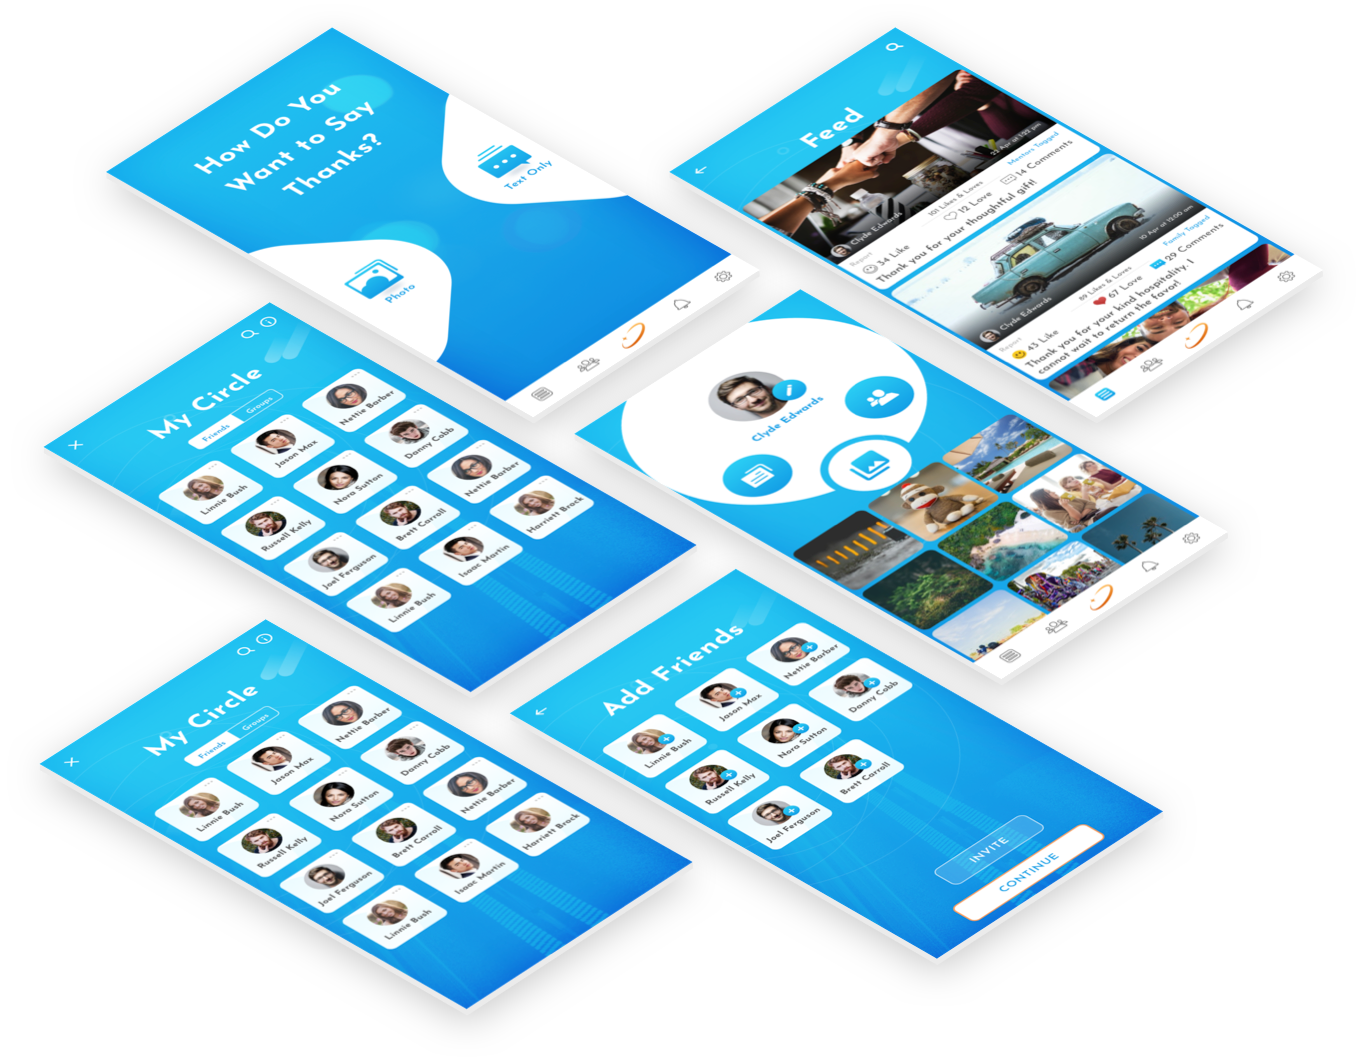 How Do You
Want to Say
Thanks?
Text Only
Photo
Feed
22 Apr at 1:22 pm
Clyde Edwards
Mentors Tagged
101 Likes & Loves
Report
34 Like
12 Love
14 Comments
Thank you for your thoughtful gift!
10 Apr at 12:00 am
Clyde Edwards
Family Tagged
89 Likes & Loves
Report
43 Like
67 Love
29 Comments
Thank you for your kind hospitality. I
cannot wait to return the favor!
My Circle
Friends
Groups
Linnie Bush
Jason Max
Nettie Barber
Russell Kelly
Nora Sutton
Danny Cobb
Joel Ferguson
Brett Carroll
Nettie Barber
Linnie Bush
Isaac Martin
Harriett Brock
Clyde Edwards
My Circle
Friends
Groups
Linnie Bush
Jason Max
Nettie Barber
Russell Kelly
Nora Sutton
Danny Cobb
Joel Ferguson
Brett Carroll
Nettie Barber
Linnie Bush
Isaac Martin
Harriett Brock
Add Friends
Linnie Bush
Jason Max
Nettie Barber
Russell Kelly
Nora Sutton
Danny Cobb
Joel Ferguson
Brett Carroll
INVITE
CONTINUE